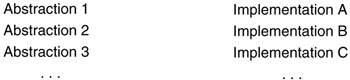 Abstraction 1 Implementation A
Abstraction 2 Implementation B
Abstraction 3 Implementation C
. . . . . .